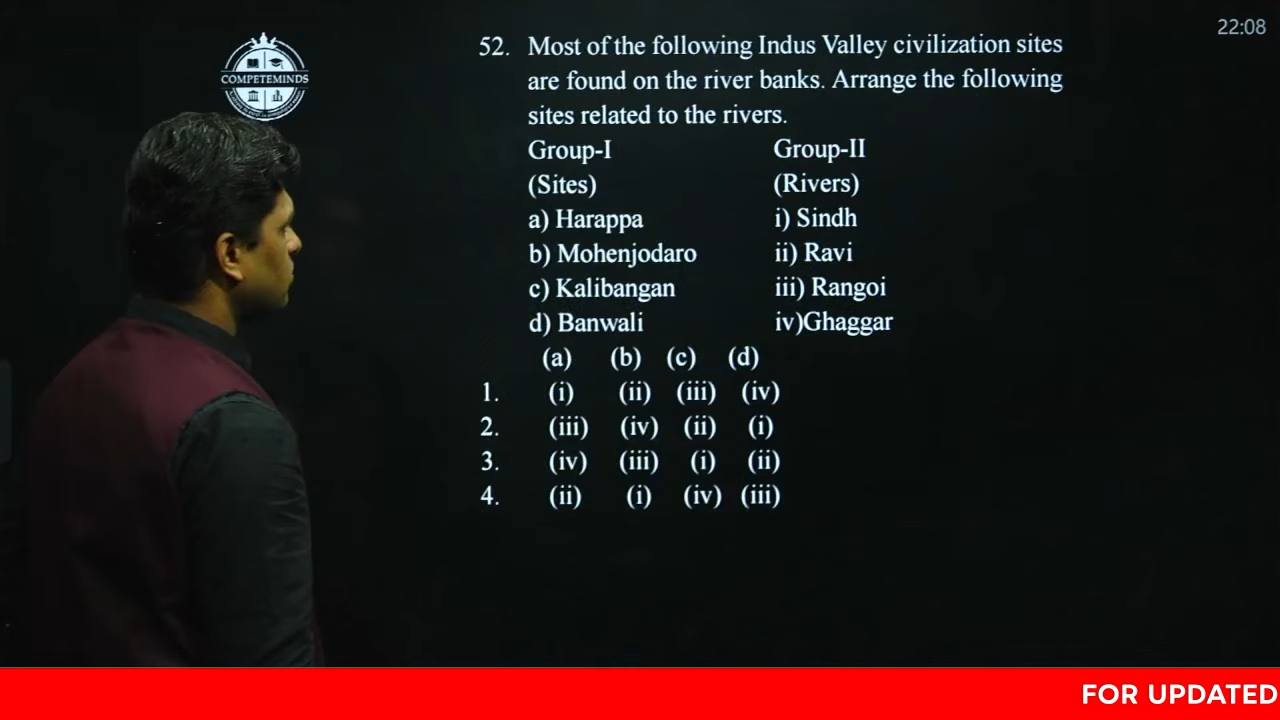 22:08
COMPETEMINDS
52. Most of the following Indus Valley civilization sites
are found on the river banks. Arrange the following
sites related to the rivers.
Group-I Group-II
(Sites) (Rivers)
a) Harappa i) Sindh
b) Mohenjodaro ii) Ravi
c) Kalibangan iii) Rangoi
d) Banwali iv)Ghaggar
(a) (b) (c) (d)
1. (i) (ii) (iii) (iv)
2. (iii) (iv) (ii) (i)
3. (iv) (iii) (i) (ii)
4. (ii) (i) (iv) (iii)
FOR UPDATED